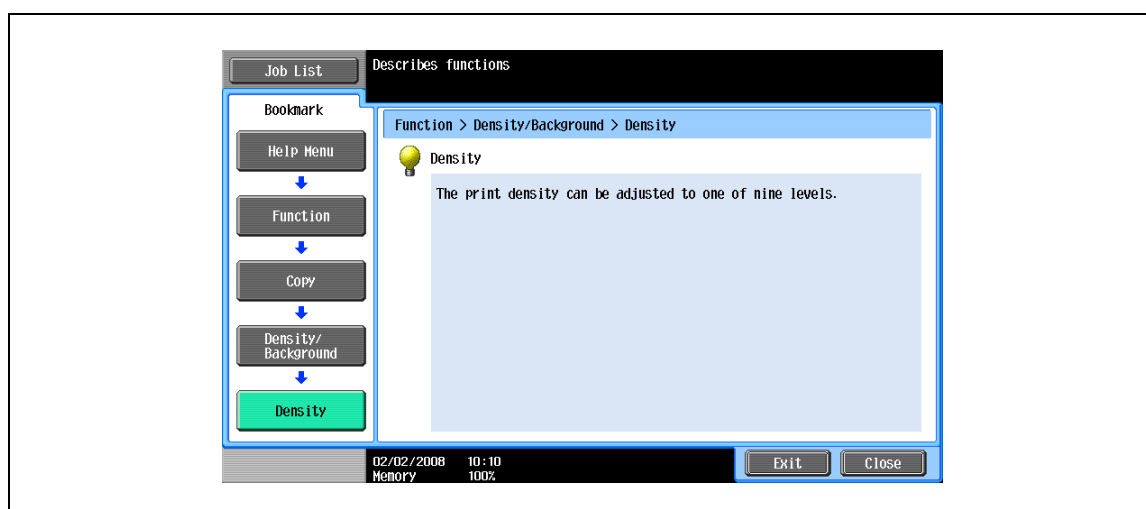 Job List
Describes functions
Bookmark
Help Menu
Function
Copy
Density/
Background
Density
Function > Density/Background > Density
Density
The print density can be adjusted to one of nine levels.
02/02/2008 10:10
Memory 100%
Exit
Close